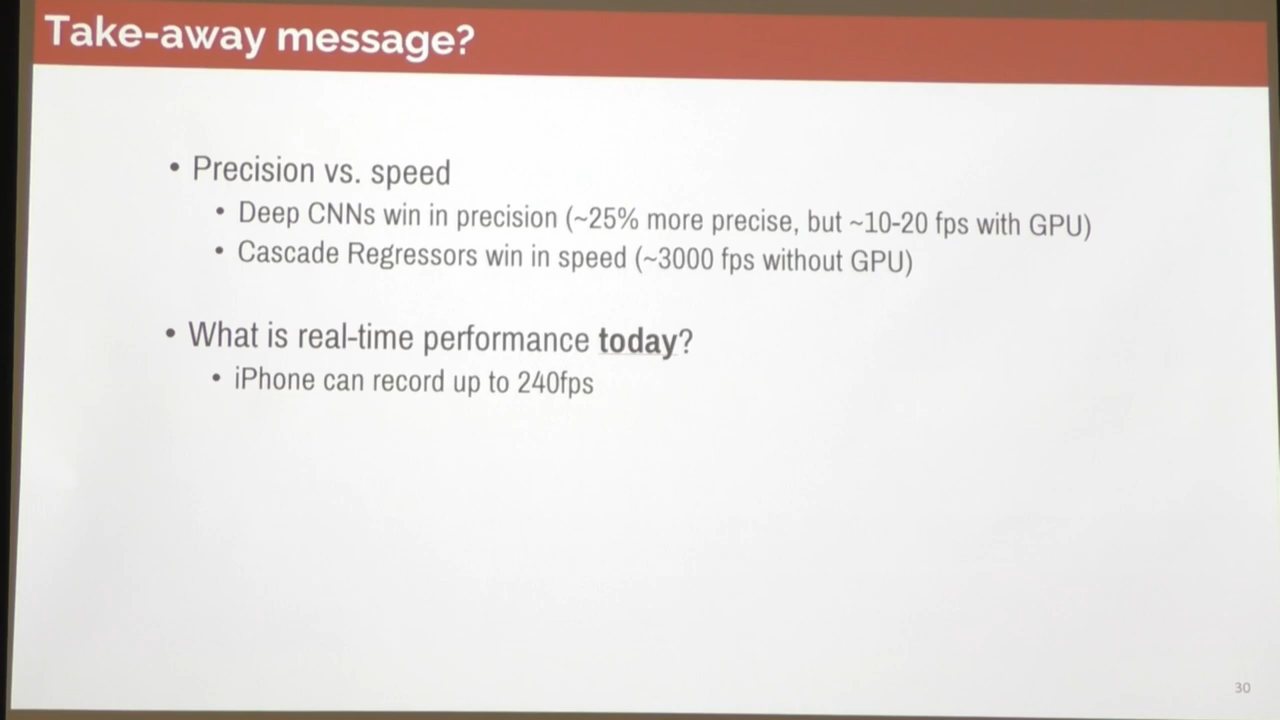 Take-away message?
• Precision vs. speed
• Deep CNNs win in precision (~25% more precise, but ~10-20 fps with GPU)
• Cascade Regressors win in speed (~3000 fps without GPU)
• What is real-time performance today?
• iPhone can record up to 240fps
30